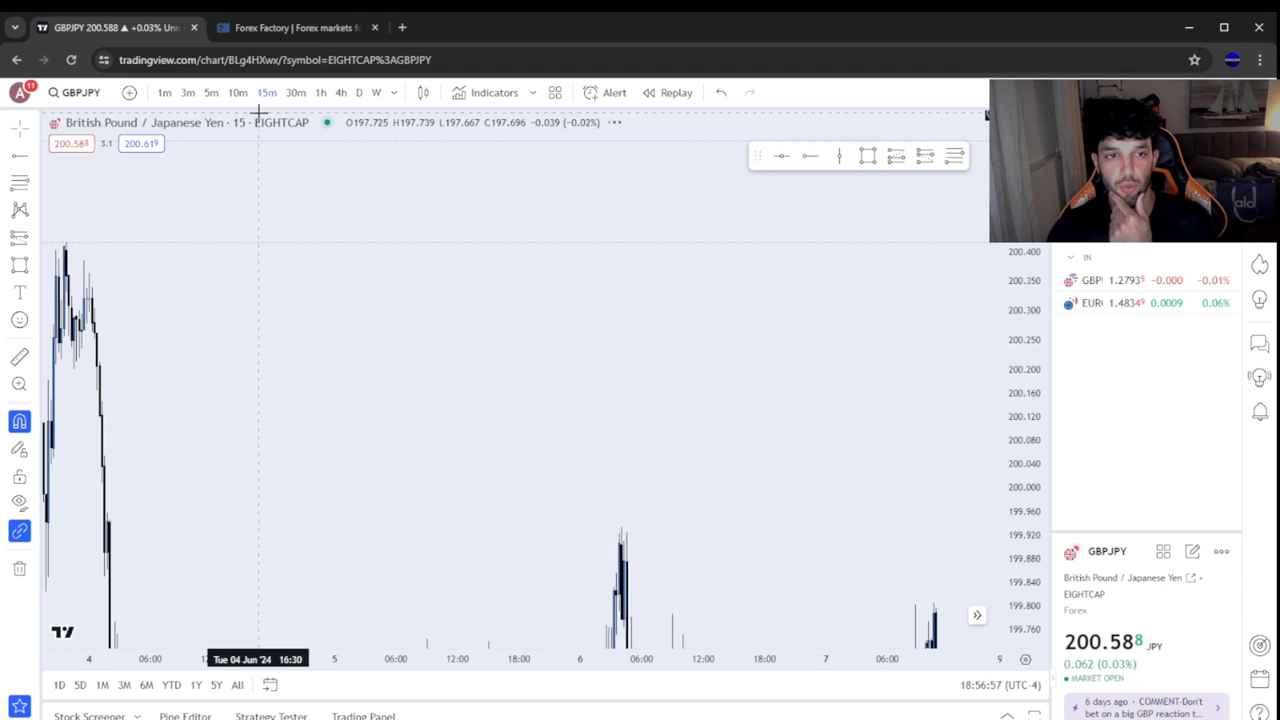 GBPJPY 200.588 ▲ +0.03% Unn
Forex Factory | Forex markets fo
tradingview.com/chart/BLg4HXwx/?symbol=EIGHTCAP%3AGBPJPY
A 11 GBPJPY 1m 3m 5m 10m 15m 30m 1h 4h D W Indicators Alert Replay
British Pound / Japanese Yen · 15 · EIGHTCAP O197.725 H197.739 L197.667 C197.696 -0.039 (-0.02%)
200.588 3.1 200.619
ald
200.400
IN
GBP 1.27935 -0.000 -0.01%
200.350
EUR 1.48349 0.0009 0.06%
200.300
200.250
200.200
200.160
200.120
200.080
200.040
200.000
199.960
199.920
199.880
199.840
199.800
199.760
GBPJPY
British Pound / Japanese Yen
EIGHTCAP
Forex
200.588 JPY
0.062 (0.03%)
MARKET OPEN
4 06:00 Tue 04 Jun '24 16:30 5 06:00 12:00 18:00 6 06:00 12:00 18:00 7 06:00 9
1D 5D 1M 3M 6M YTD 1Y 5Y All 18:56:57 (UTC-4)
6 days ago - COMMENT-Don't
bet on a big GBP reaction t...
Stock Screener Pine Editor Strategy Tester Trading Panel